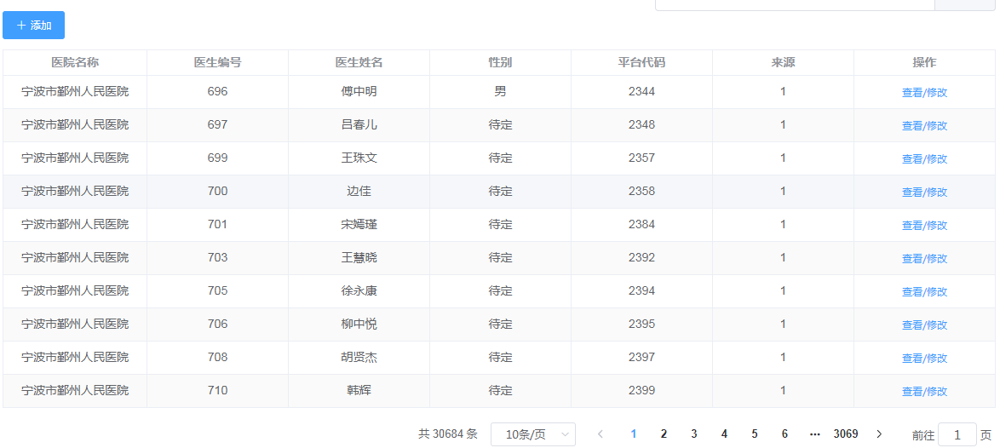 添加
医院名称 医生编号 医生姓名 性别 平台代码 来源 操作
宁波市鄞州人民医院 696 傅中明 男 2344 1 查看/修改
宁波市鄞州人民医院 697 吕春儿 待定 2348 1 查看/修改
宁波市鄞州人民医院 699 王珠文 待定 2357 1 查看/修改
宁波市鄞州人民医院 700 边佳 待定 2358 1 查看/修改
宁波市鄞州人民医院 701 宋嫣瑾 待定 2384 1 查看/修改
宁波市鄞州人民医院 703 王慧晓 待定 2392 1 查看/修改
宁波市鄞州人民医院 705 徐永康 待定 2394 1 查看/修改
宁波市鄞州人民医院 706 柳中悦 待定 2395 1 查看/修改
宁波市鄞州人民医院 708 胡贤杰 待定 2397 1 查看/修改
宁波市鄞州人民医院 710 韩辉 待定 2399 1 查看/修改
共 30684 条 10条/页 1 2 3 4 5 6 ••• 3069 前往 1 页